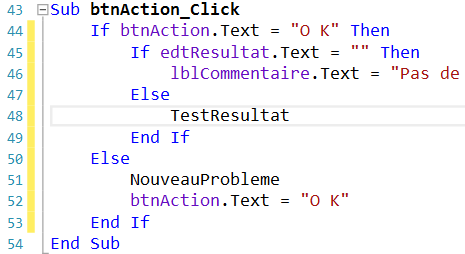 43 Sub btnAction_Click
44 If btnAction.Text = "O K" Then
45 If edtResultat.Text = "" Then
46 lblCommentaire.Text = "Pas de
47 Else
48 TestResultat
49 End If
50 Else
51 NouveauProbleme
52 btnAction.Text = "O K"
53 End If
54 End Sub